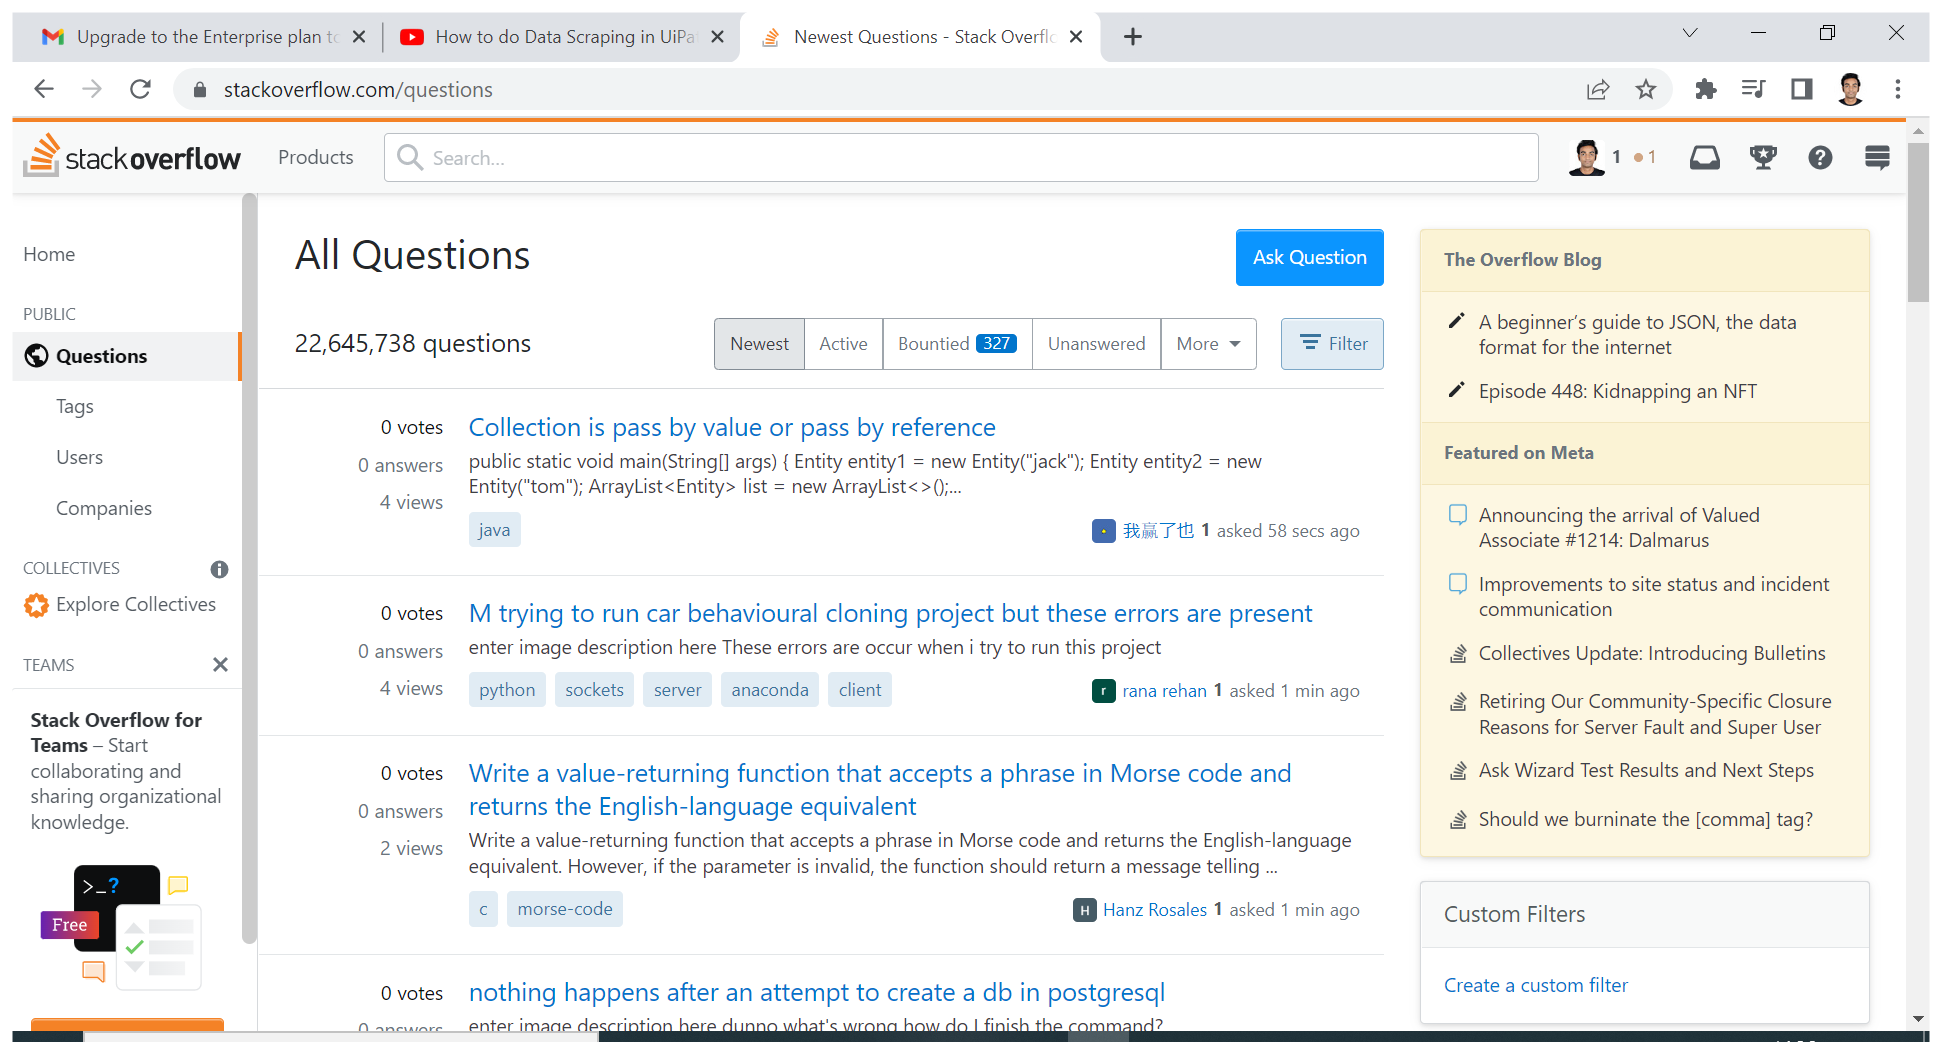 Upgrade to the Enterprise plan to
How to do Data Scraping in UiPa
Newest Questions - Stack Overflo
stackoverflow.com/questions
stackoverflow
Products
Search...
1
1
Home
PUBLIC
Questions
Tags
Users
Companies
COLLECTIVES
Explore Collectives
TEAMS
Stack Overflow for
Teams – Start
collaborating and
sharing organizational
knowledge.
>_?
Free
All Questions
Ask Question
22,645,738 questions
Newest
Active
Bountied 327
Unanswered
More
Filter
0 votes
0 answers
4 views
Collection is pass by value or pass by reference
public static void main(String[] args) { Entity entity1 = new Entity("jack"); Entity entity2 = new
Entity("tom"); ArrayList<Entity> list = new ArrayList<>();...
java
我赢了也 1 asked 58 secs ago
0 votes
0 answers
4 views
M trying to run car behavioural cloning project but these errors are present
enter image description here These errors are occur when i try to run this project
python sockets server anaconda client
r rana rehan 1 asked 1 min ago
0 votes
0 answers
2 views
Write a value-returning function that accepts a phrase in Morse code and
returns the English-language equivalent
Write a value-returning function that accepts a phrase in Morse code and returns the English-language
equivalent. However, if the parameter is invalid, the function should return a message telling ...
c morse-code
H Hanz Rosales 1 asked 1 min ago
0 votes
0 answers
nothing happens after an attempt to create a db in postgresql
enter image description here dunno what's wrong how do I finish the command?
The Overflow Blog
A beginner's guide to JSON, the data
format for the internet
Episode 448: Kidnapping an NFT
Featured on Meta
Announcing the arrival of Valued
Associate #1214: Dalmarus
Improvements to site status and incident
communication
Collectives Update: Introducing Bulletins
Retiring Our Community-Specific Closure
Reasons for Server Fault and Super User
Ask Wizard Test Results and Next Steps
Should we burninate the [comma] tag?
Custom Filters
Create a custom filter